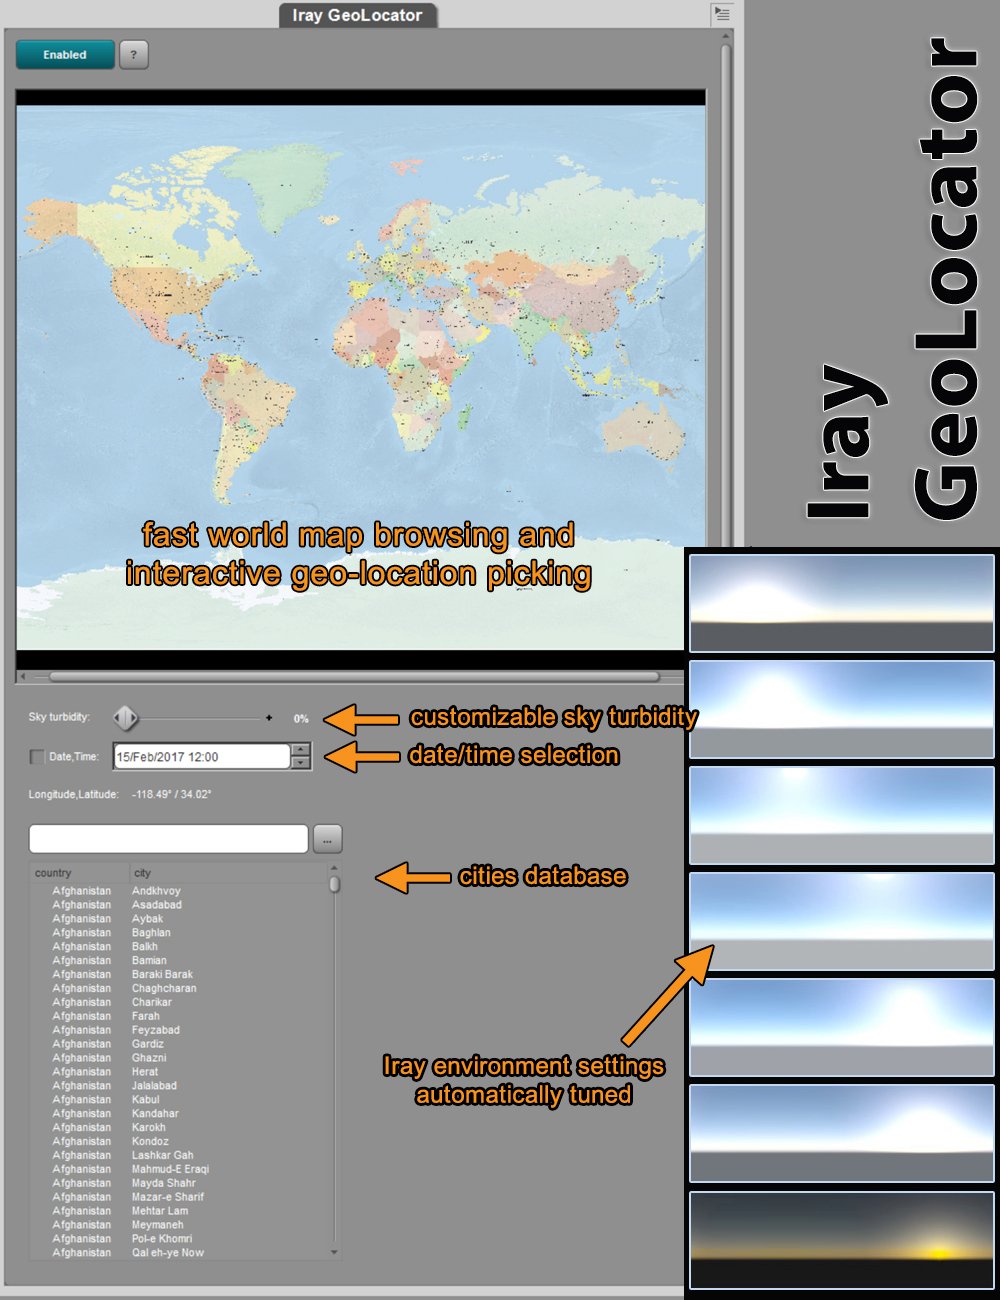 Iray GeoLocator
Enabled
?
Iray
GeoLocator
fast world map browsing and
interactive geo-location picking
Sky turbidity: + 0%
customizable sky turbidity
Date,Time: 15/Feb/2017 12:00
date/time selection
Longitude,Latitude: -118.49° / 34.02°
...
cities database
country city
Afghanistan Andkhvoy
Afghanistan Asadabad
Afghanistan Aybak
Afghanistan Baghlan
Afghanistan Balkh
Afghanistan Bamian
Afghanistan Baraki Barak
Afghanistan Chaghcharan
Afghanistan Charikar
Afghanistan Farah
Afghanistan Feyzabad
Afghanistan Gardiz
Afghanistan Ghazni
Afghanistan Herat
Afghanistan Jalalabad
Afghanistan Kabul
Afghanistan Kandahar
Afghanistan Karokh
Afghanistan Kondoz
Afghanistan Lashkar Gah
Afghanistan Mahmud-E Eraqi
Afghanistan Mayda Shahr
Afghanistan Mazar-e Sharif
Afghanistan Mehtar Lam
Afghanistan Meymaneh
Afghanistan Pol-e Khomri
Afghanistan Qal eh-ye Now
Iray environment settings
automatically tuned